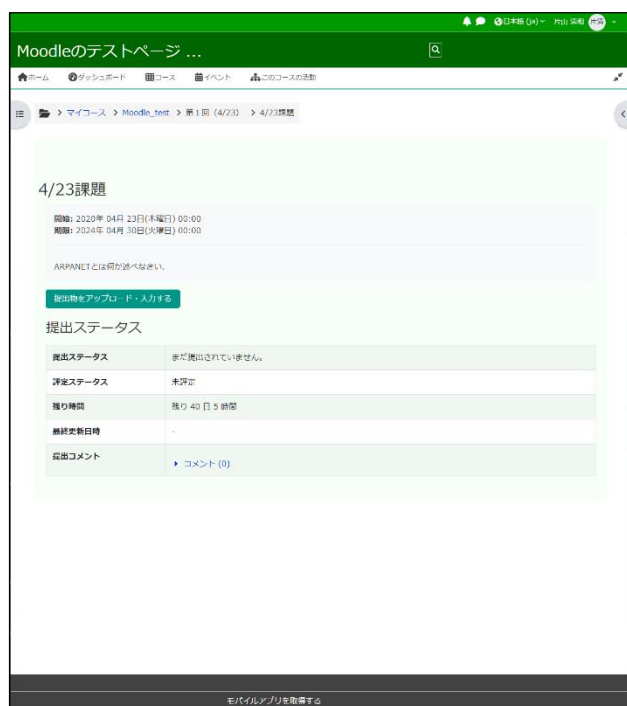 日本語 (ja)
Moodleのテストページ ...
ホーム ダッシュボード コース イベント このコースの活動
マイコース > Moodle_test > 第1回 (4/23) > 4/23課題
4/23課題
開始: 2020年 04月 23日(木曜日) 00:00
期限: 2024年 04月 30日(火曜日) 00:00
ARPANETとは何か述べなさい。
提出物をアップロード・入力する
提出ステータス
提出ステータス まだ提出されていません。
評定ステータス 未評定
残り時間 残り 40 日 5 時間
最終更新日時 -
提出コメント コメント (0)
モバイルアプリを取得する